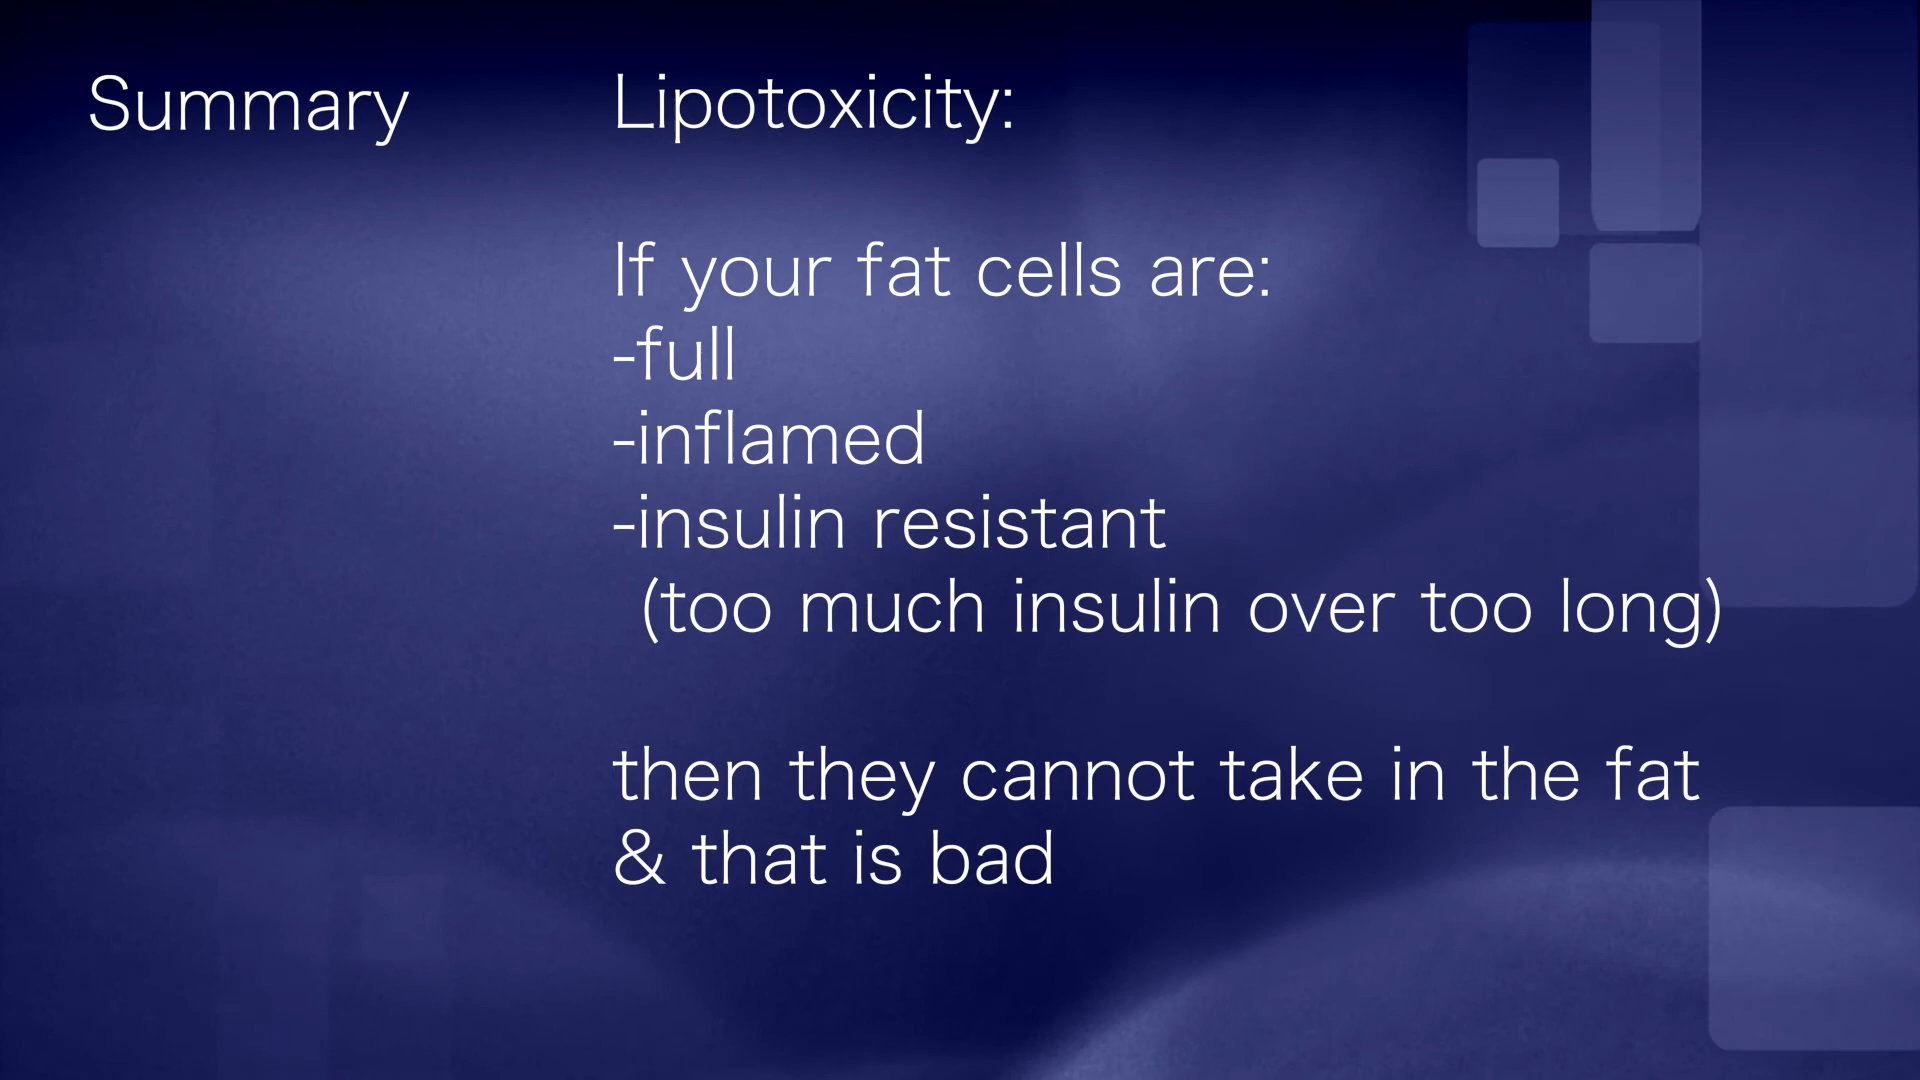 Summary
Lipotoxicity:
If your fat cells are:
-full
-inflamed
-insulin resistant
(too much insulin over too long)
then they cannot take in the fat
& that is bad